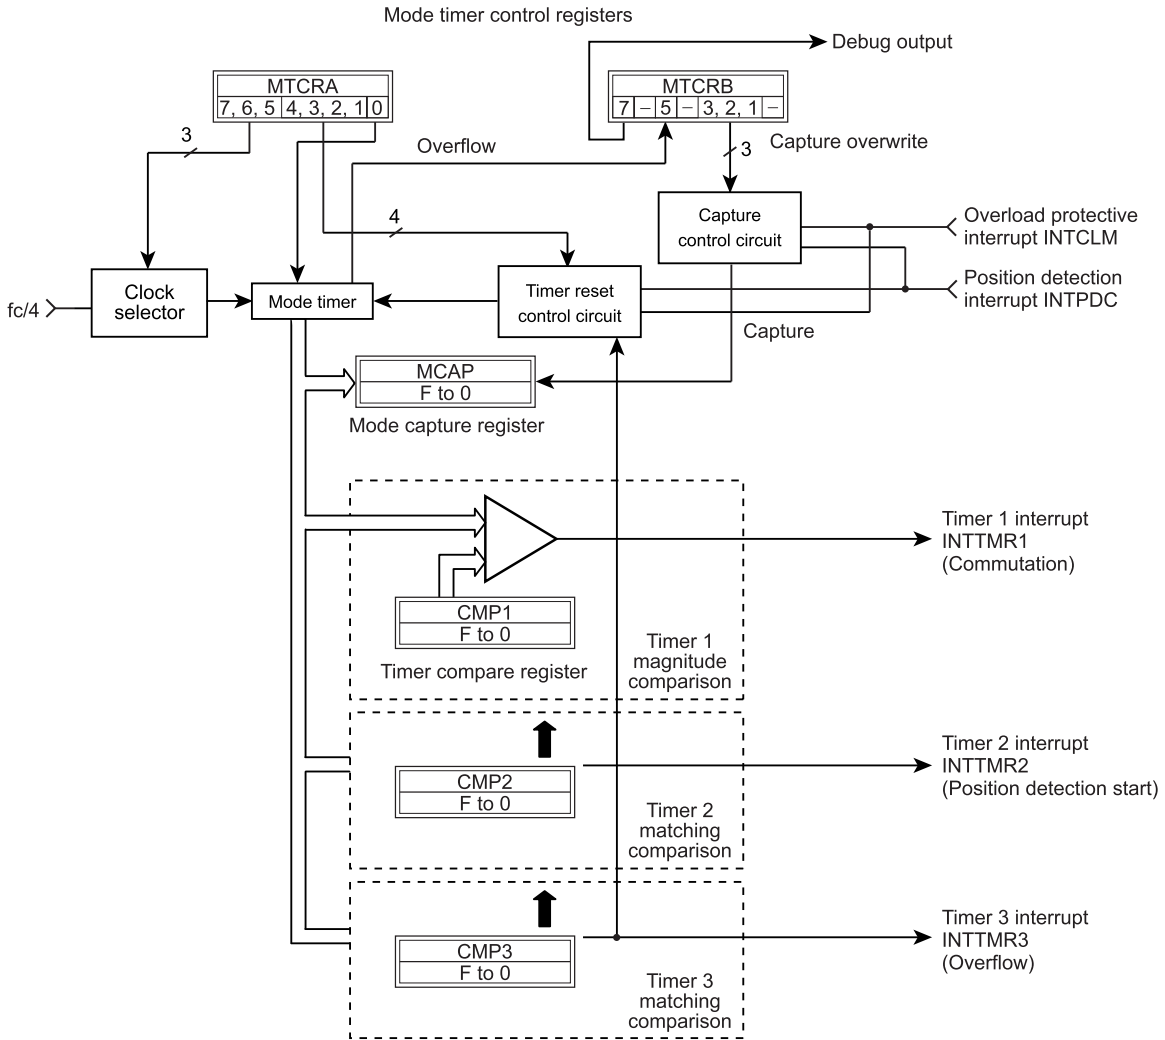 Mode timer control registers
Debug output
MTCRA
7, 6, 5 4, 3, 2, 1 0
MTCRB
7 – 5 – 3, 2, 1 –
3
Overflow
3
Capture overwrite
4
Capture
control circuit
Overload protective
interrupt INTCLM
Position detection
interrupt INTPDC
fc/4
Clock
selector
Mode timer
Timer reset
control circuit
Capture
MCAP
F to 0
Mode capture register
Timer 1 interrupt
INTTMR1
(Commutation)
CMP1
F to 0
Timer compare register
Timer 1
magnitude
comparison
Timer 2 interrupt
INTTMR2
(Position detection start)
CMP2
F to 0
Timer 2
matching
comparison
Timer 3 interrupt
INTTMR3
(Overflow)
CMP3
F to 0
Timer 3
matching
comparison